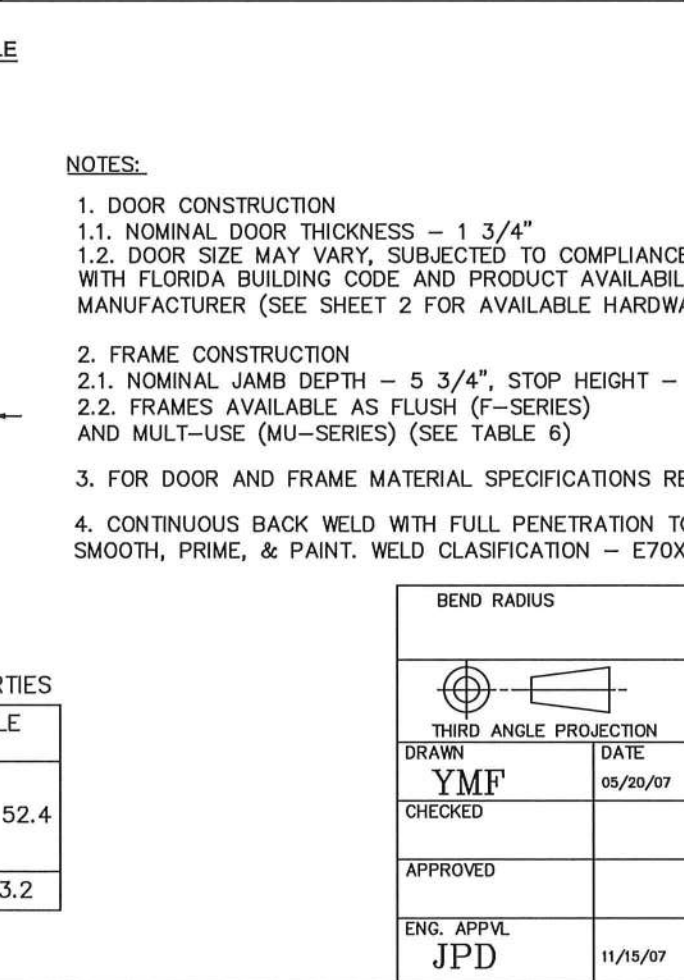 NOTES:
1. DOOR CONSTRUCTION
1.1. NOMINAL DOOR THICKNESS – 1 3/4"
1.2. DOOR SIZE MAY VARY, SUBJECTED TO COMPLIANCE
WITH FLORIDA BUILDING CODE AND PRODUCT AVAILABIL
MANUFACTURER (SEE SHEET 2 FOR AVAILABLE HARDWA
2. FRAME CONSTRUCTION
2.1. NOMINAL JAMB DEPTH – 5 3/4", STOP HEIGHT –
2.2. FRAMES AVAILABLE AS FLUSH (F–SERIES)
AND MULT–USE (MU–SERIES) (SEE TABLE 6)
3. FOR DOOR AND FRAME MATERIAL SPECIFICATIONS RE
4. CONTINUOUS BACK WELD WITH FULL PENETRATION TO
SMOOTH, PRIME, & PAINT. WELD CLASIFICATION – E70X
RTIES
LE
52.4
3.2
BEND RADIUS
THIRD ANGLE PROJECTION
DRAWN DATE
YMF 05/20/07
CHECKED
APPROVED
ENG. APPVL
JPD 11/15/07